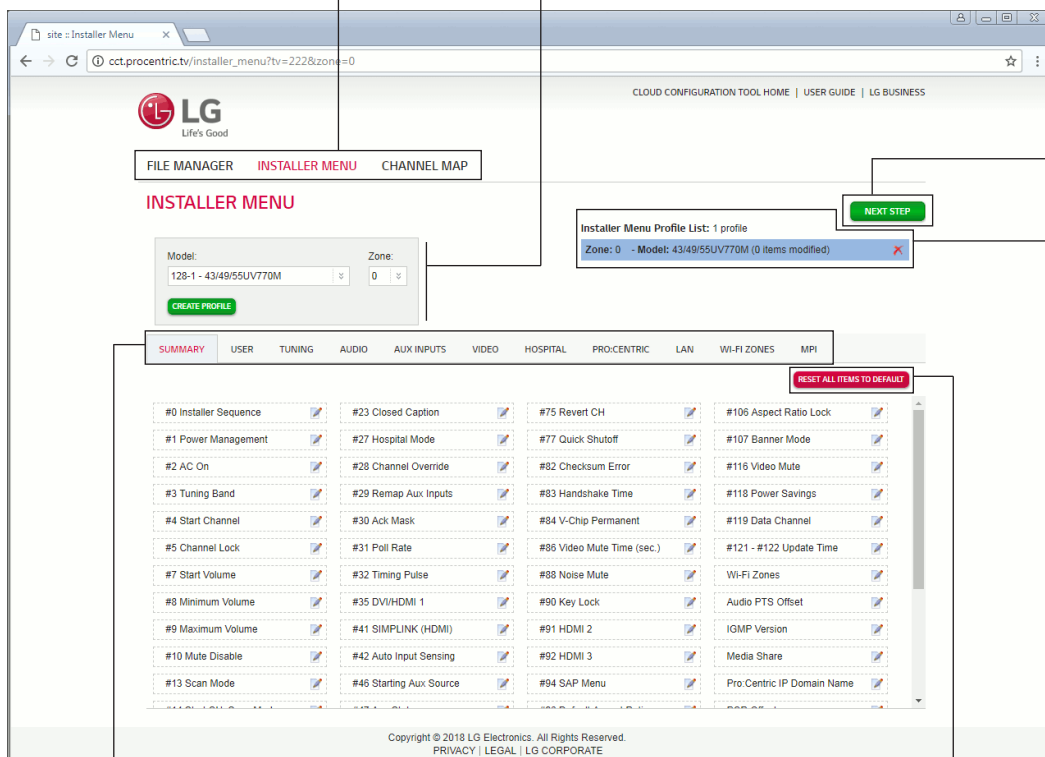 site :: Installer Menu
cct.procentric.tv/installer_menu?tv=222&zone=0
CLOUD CONFIGURATION TOOL HOME | USER GUIDE | LG BUSINESS
LG
Life's Good
FILE MANAGER INSTALLER MENU CHANNEL MAP
INSTALLER MENU
NEXT STEP
Installer Menu Profile List: 1 profile
Zone: 0 - Model: 43/49/55UV770M (0 items modified)
Model: Zone:
128-1 - 43/49/55UV770M 0
CREATE PROFILE
SUMMARY USER TUNING AUDIO AUX INPUTS VIDEO HOSPITAL PRO:CENTRIC LAN WI-FI ZONES MPI
RESET ALL ITEMS TO DEFAULT
#0 Installer Sequence #23 Closed Caption #75 Revert CH #106 Aspect Ratio Lock
#1 Power Management #27 Hospital Mode #77 Quick Shutoff #107 Banner Mode
#2 AC On #28 Channel Override #82 Checksum Error #116 Video Mute
#3 Tuning Band #29 Remap Aux Inputs #83 Handshake Time #118 Power Savings
#4 Start Channel #30 Ack Mask #84 V-Chip Permanent #119 Data Channel
#5 Channel Lock #31 Poll Rate #86 Video Mute Time (sec.) #121 - #122 Update Time
#7 Start Volume #32 Timing Pulse #88 Noise Mute Wi-Fi Zones
#8 Minimum Volume #35 DVI/HDMI 1 #90 Key Lock Audio PTS Offset
#9 Maximum Volume #41 SIMPLINK (HDMI) #91 HDMI 2 IGMP Version
#10 Mute Disable #42 Auto Input Sensing #92 HDMI 3 Media Share
#13 Scan Mode #46 Starting Aux Source #94 SAP Menu Pro:Centric IP Domain Name
Copyright © 2018 LG Electronics. All Rights Reserved.
PRIVACY | LEGAL | LG CORPORATE